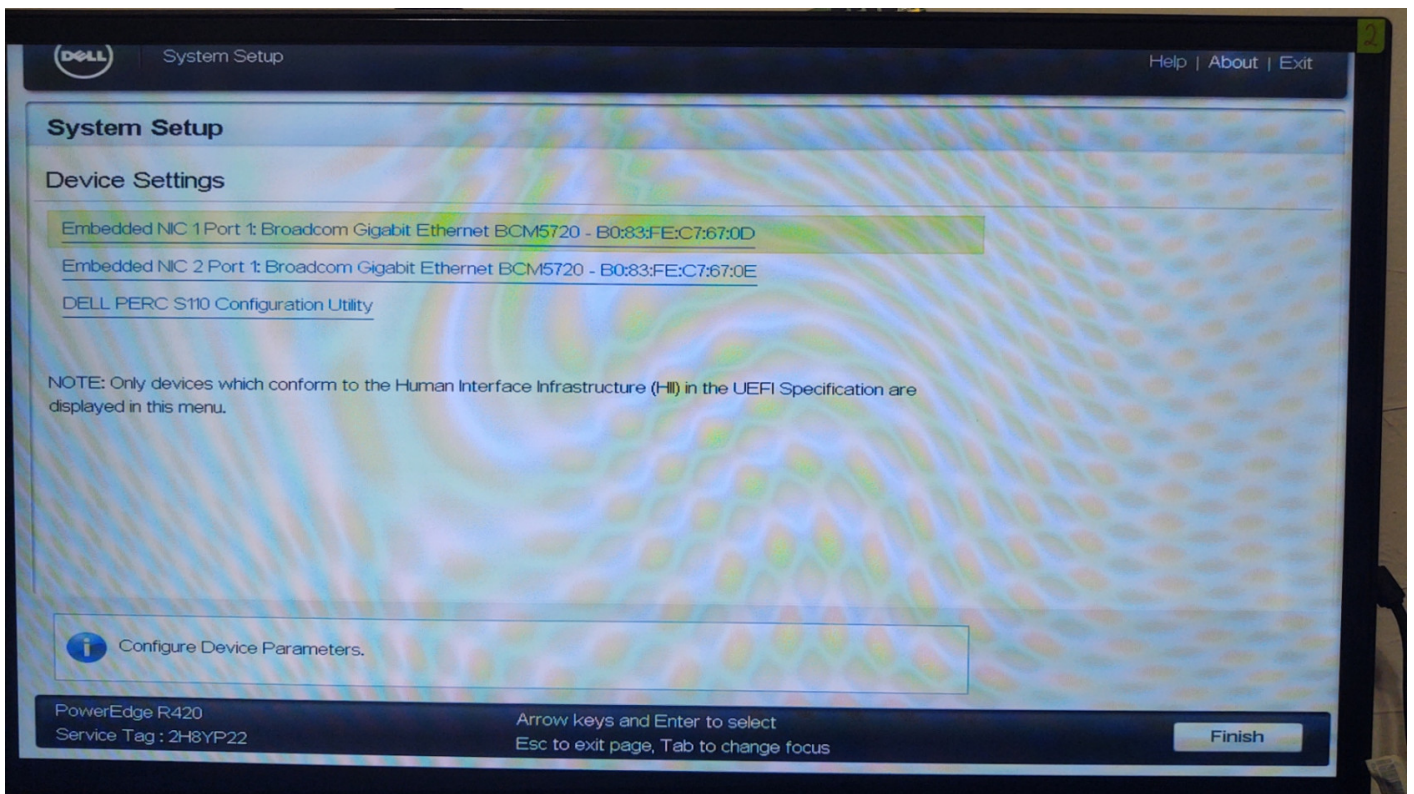 DELL
System Setup
Help | About | Exit
System Setup
Device Settings
Embedded NIC 1 Port 1: Broadcom Gigabit Ethernet BCM5720 - B0:83:FE:C7:67:0D
Embedded NIC 2 Port 1: Broadcom Gigabit Ethernet BCM5720 - B0:83:FE:C7:67:0E
DELL PERC S110 Configuration Utility
NOTE: Only devices which conform to the Human Interface Infrastructure (HII) in the UEFI Specification are
displayed in this menu.
i
Configure Device Parameters.
PowerEdge R420
Service Tag : 2H8YP22
Arrow keys and Enter to select
Esc to exit page, Tab to change focus
Finish
2